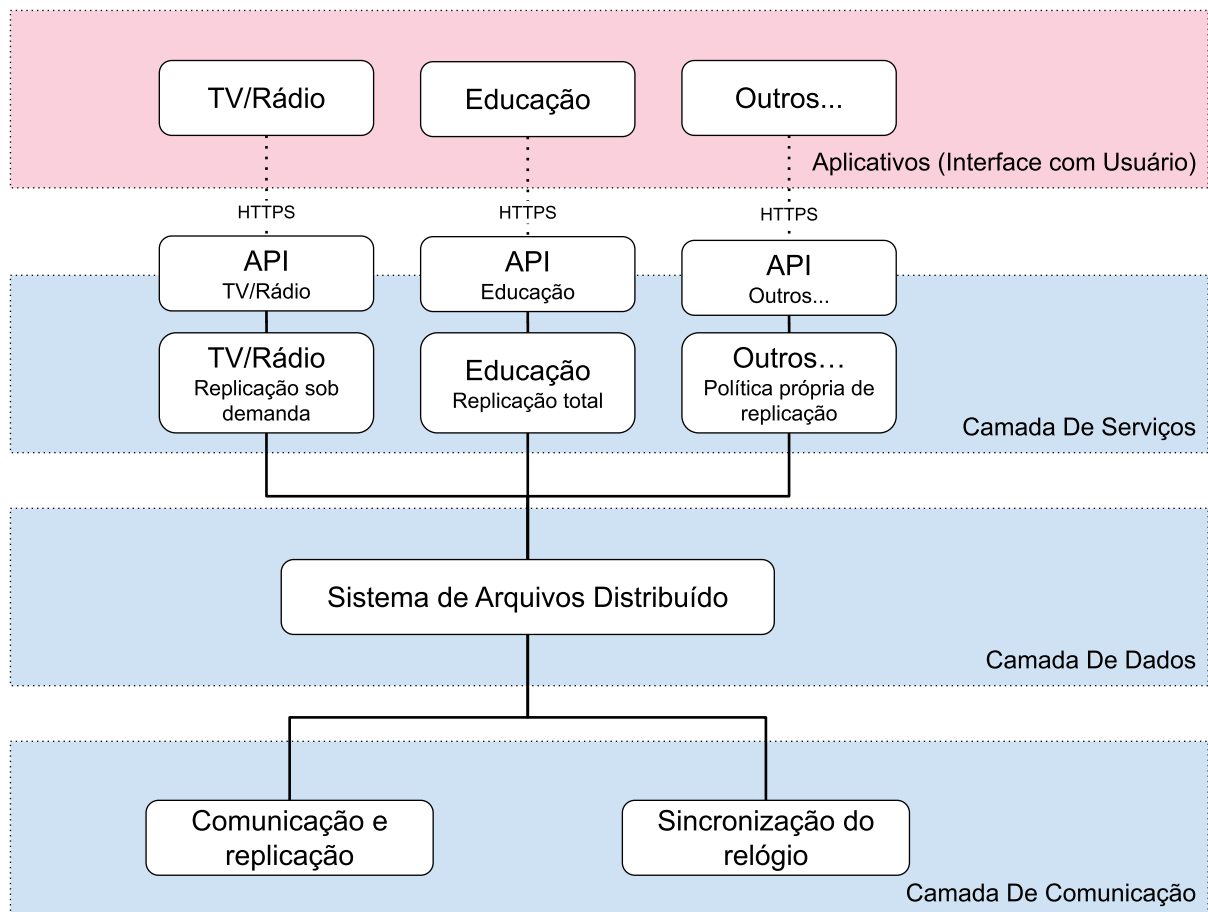 TV/Rádio
Educação
Outros...
Aplicativos (Interface com Usuário)
HTTPS
HTTPS
HTTPS
API
TV/Rádio
API
Educação
API
Outros...
TV/Rádio
Replicação sob
demanda
Educação
Replicação total
Outros…
Política própria de
replicação
Camada De Serviços
Sistema de Arquivos Distribuído
Camada De Dados
Comunicação e
replicação
Sincronização do
relógio
Camada De Comunicação